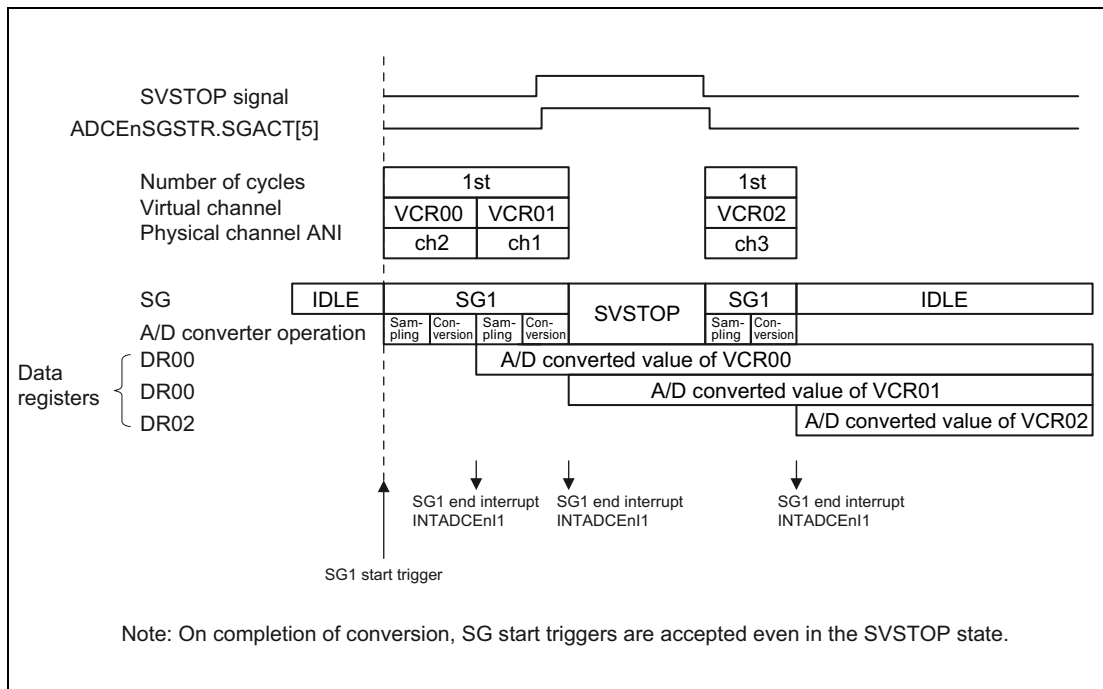 SVSTOP signal
ADCEnSGSTR.SGACT[5]
Number of cycles 1st 1st
Virtual channel VCR00 VCR01 VCR02
Physical channel ANI ch2 ch1 ch3
SG IDLE SG1 SVSTOP SG1 IDLE
A/D converter operation Sam-pling Con-version Sam-pling Con-version Sam-pling Con-version
Data registers
DR00 A/D converted value of VCR00
DR00 A/D converted value of VCR01
DR02 A/D converted value of VCR02
SG1 end interrupt SG1 end interrupt SG1 end interrupt
INTADCEnI1 INTADCEnI1 INTADCEnI1
SG1 start trigger
Note: On completion of conversion, SG start triggers are accepted even in the SVSTOP state.